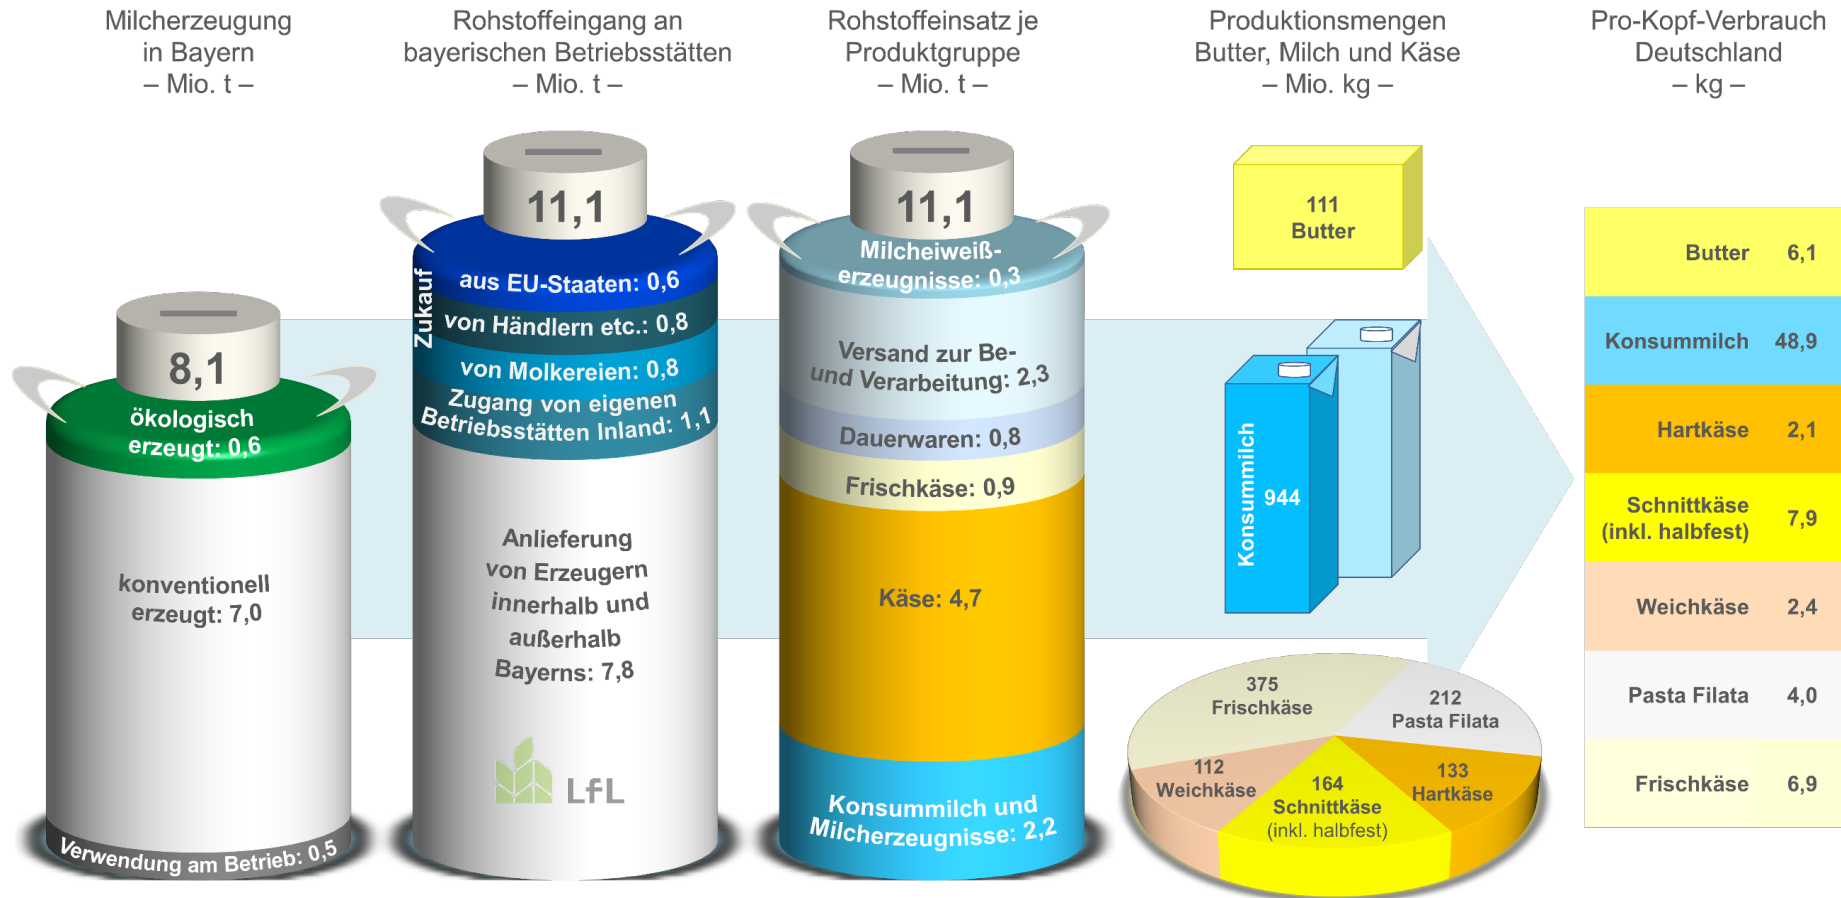 Milcherzeugung
in Bayern
– Mio. t –
Rohstoffeingang an
bayerischen Betriebsstätten
– Mio. t –
Rohstoffeinsatz je
Produktgruppe
– Mio. t –
Produktionsmengen
Butter, Milch und Käse
– Mio. kg –
Pro-Kopf-Verbrauch
Deutschland
– kg –
8,1
ökologisch
erzeugt: 0,6
konventionell
erzeugt: 7,0
Verwendung am Betrieb: 0,5
11,1
Zukauf
aus EU-Staaten: 0,6
von Händlern etc.: 0,8
von Molkereien: 0,8
Zugang von eigenen
Betriebsstätten Inland: 1,1
Anlieferung
von Erzeugern
innerhalb und
außerhalb
Bayerns: 7,8
LfL
11,1
Milcheiweiß-
erzeugnisse: 0,3
Versand zur Be-
und Verarbeitung: 2,3
Dauerwaren: 0,8
Frischkäse: 0,9
Käse: 4,7
Konsummilch und
Milcherzeugnisse: 2,2
111
Butter
Konsummilch
944
375
Frischkäse
212
Pasta Filata
112
Weichkäse
164
Schnittkäse
(inkl. halbfest)
133
Hartkäse
Butter 6,1
Konsummilch 48,9
Hartkäse 2,1
Schnittkäse
(inkl. halbfest) 7,9
Weichkäse 2,4
Pasta Filata 4,0
Frischkäse 6,9